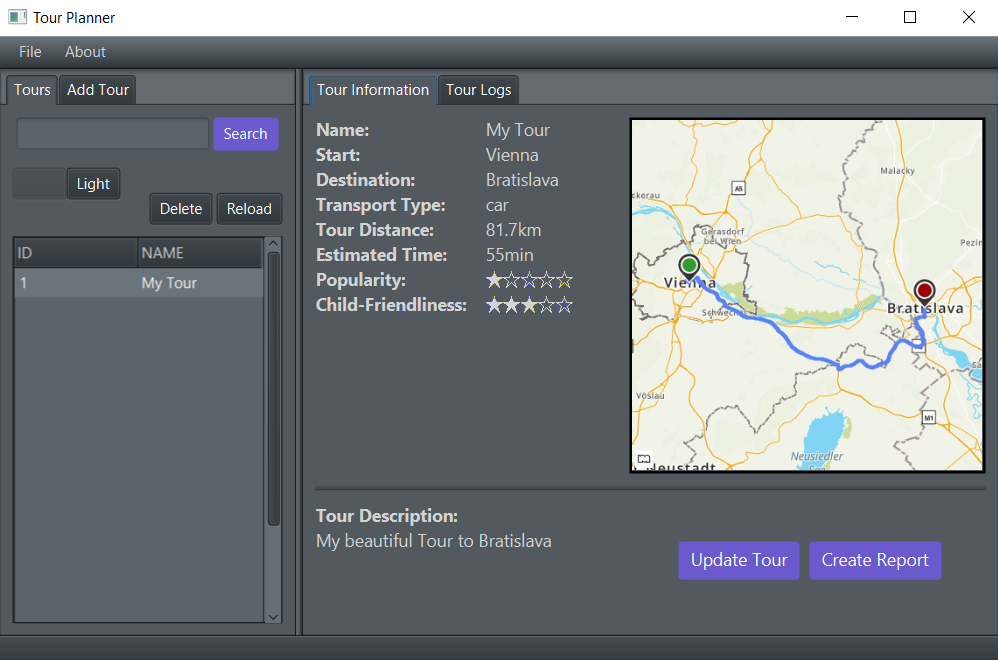 Tour Planner
File About
Tours Add Tour
Search
Light
Delete Reload
ID NAME
1 My Tour
Tour Information Tour Logs
Name: My Tour
Start: Vienna
Destination: Bratislava
Transport Type: car
Tour Distance: 81.7km
Estimated Time: 55min
Popularity:
Child-Friendliness:
Malacky
A5
ckerau
Gerasdorf
bei Wien
Pezin
Vienna
Schwechat
Bratislava
Vöslau
M1
Neusiedler
Neustadt
Tour Description:
My beautiful Tour to Bratislava
Update Tour Create Report